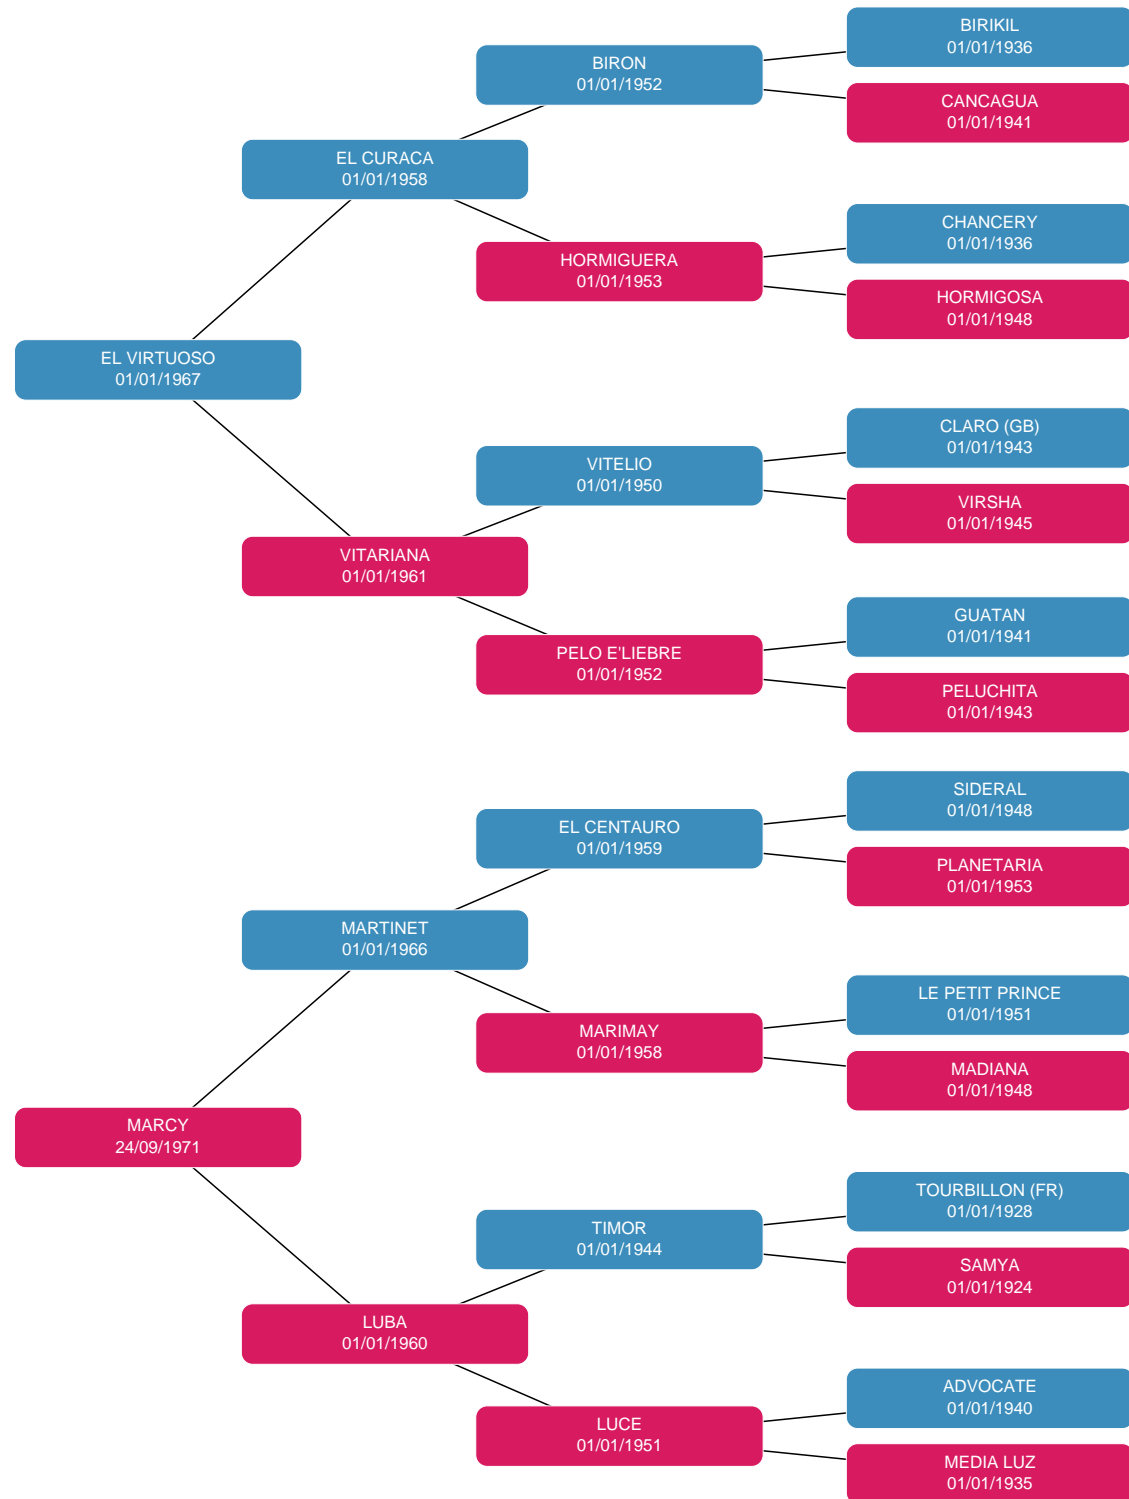 BIRIKIL
01/01/1936
BIRON
01/01/1952
CANCAGUA
01/01/1941
EL CURACA
01/01/1958
CHANCERY
01/01/1936
HORMIGUERA
01/01/1953
HORMIGOSA
01/01/1948
EL VIRTUOSO
01/01/1967
CLARO (GB)
01/01/1943
VITELIO
01/01/1950
VIRSHA
01/01/1945
VITARIANA
01/01/1961
GUATAN
01/01/1941
PELO E'LIEBRE
01/01/1952
PELUCHITA
01/01/1943
SIDERAL
01/01/1948
EL CENTAURO
01/01/1959
PLANETARIA
01/01/1953
MARTINET
01/01/1966
LE PETIT PRINCE
01/01/1951
MARIMAY
01/01/1958
MADIANA
01/01/1948
MARCY
24/09/1971
TOURBILLON (FR)
01/01/1928
TIMOR
01/01/1944
SAMYA
01/01/1924
LUBA
01/01/1960
ADVOCATE
01/01/1940
LUCE
01/01/1951
MEDIA LUZ
01/01/1935